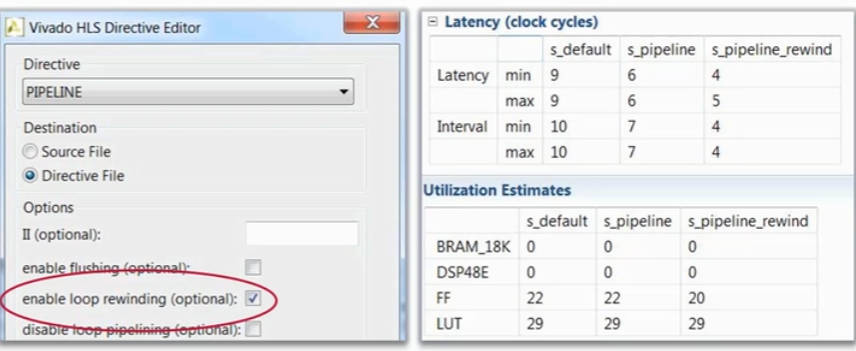 Vivado HLS Directive Editor
Directive
PIPELINE
Destination
Source File
Directive File
Options
II (optional):
enable flushing (optional):
enable loop rewinding (optional):
disable loop pipelining (optional):
Latency (clock cycles)
s_default s_pipeline s_pipeline_rewind
Latency min 9 6 4
max 9 6 5
Interval min 10 7 4
max 10 7 4
Utilization Estimates
s_default s_pipeline s_pipeline_rewind
BRAM_18K 0 0 0
DSP48E 0 0 0
FF 22 22 20
LUT 29 29 29